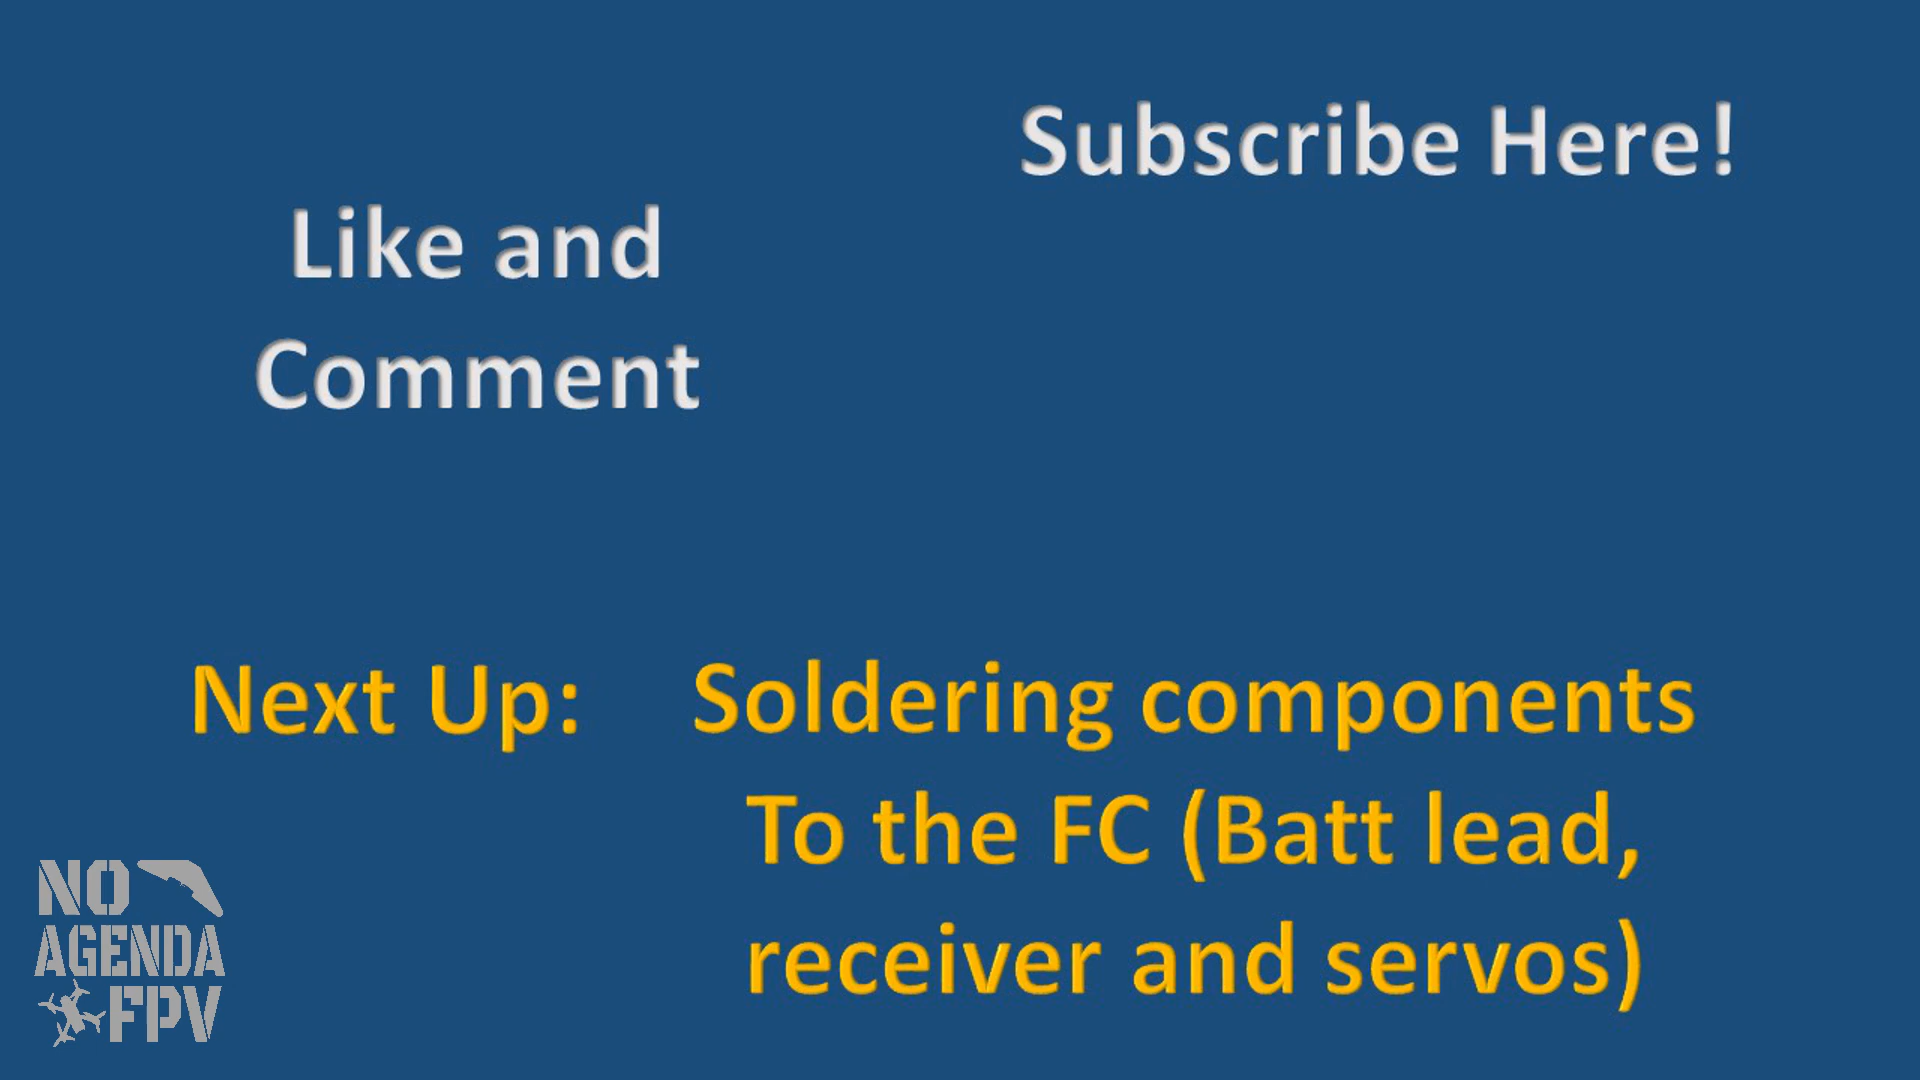 Subscribe Here!
Like and
Comment
Next Up:
Soldering components
To the FC (Batt lead,
receiver and servos)
NO
AGENDA
FPV